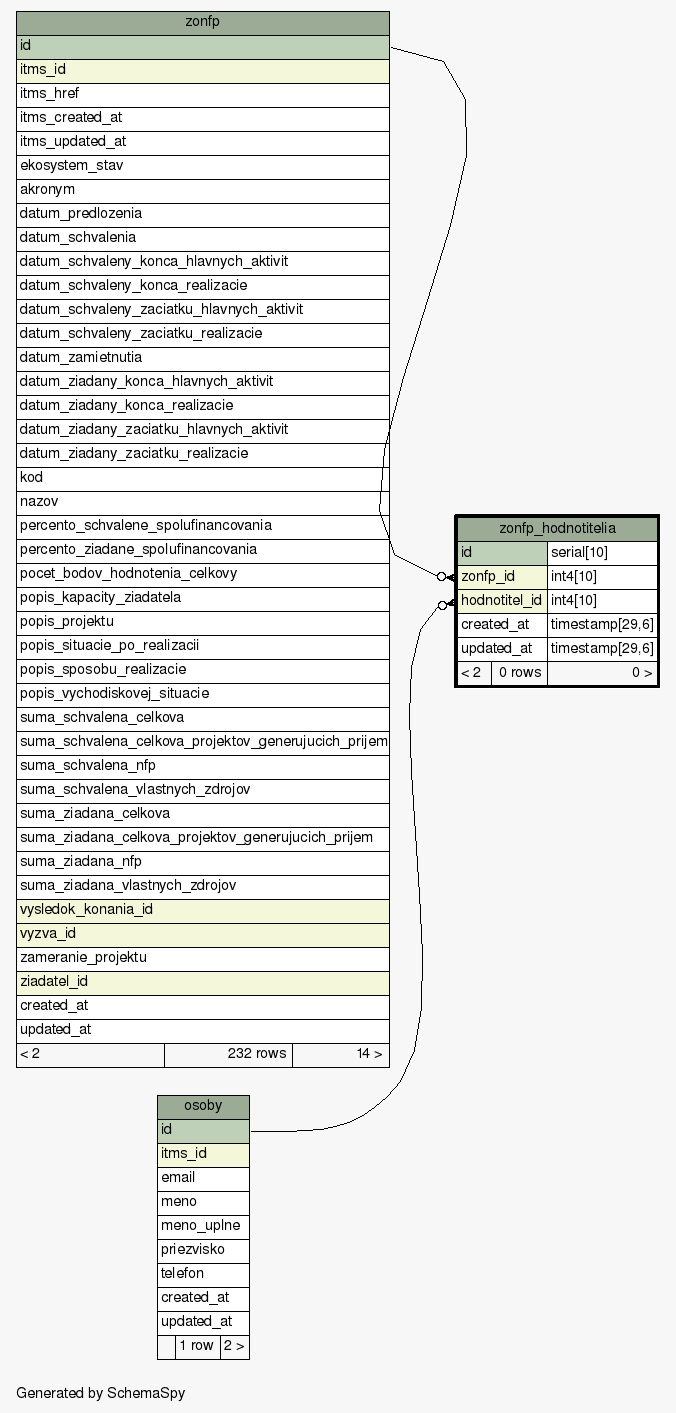 zonfp
id
itms_id
itms_href
itms_created_at
itms_updated_at
ekosystem_stav
akronym
datum_predlozenia
datum_schvalenia
datum_schvaleny_konca_hlavnych_aktivit
datum_schvaleny_konca_realizacie
datum_schvaleny_zaciatku_hlavnych_aktivit
datum_schvaleny_zaciatku_realizacie
datum_zamietnutia
datum_ziadany_konca_hlavnych_aktivit
datum_ziadany_konca_realizacie
datum_ziadany_zaciatku_hlavnych_aktivit
datum_ziadany_zaciatku_realizacie
kod
nazov
percento_schvalene_spolufinancovania
percento_ziadane_spolufinancovania
pocet_bodov_hodnotenia_celkovy
popis_kapacity_ziadatela
popis_projektu
popis_situacie_po_realizacii
popis_sposobu_realizacie
popis_vychodiskovej_situacie
suma_schvalena_celkova
suma_schvalena_celkova_projektov_generujucich_prijem
suma_schvalena_nfp
suma_schvalena_vlastnych_zdrojov
suma_ziadana_celkova
suma_ziadana_celkova_projektov_generujucich_prijem
suma_ziadana_nfp
suma_ziadana_vlastnych_zdrojov
vysledok_konania_id
vyzva_id
zameranie_projektu
ziadatel_id
created_at
updated_at
< 2 232 rows 14 >
zonfp_hodnotitelia
id serial[10]
zonfp_id int4[10]
hodnotitel_id int4[10]
created_at timestamp[29,6]
updated_at timestamp[29,6]
< 2 0 rows 0 >
osoby
id
itms_id
email
meno
meno_uplne
priezvisko
telefon
created_at
updated_at
1 row 2 >
Generated by SchemaSpy